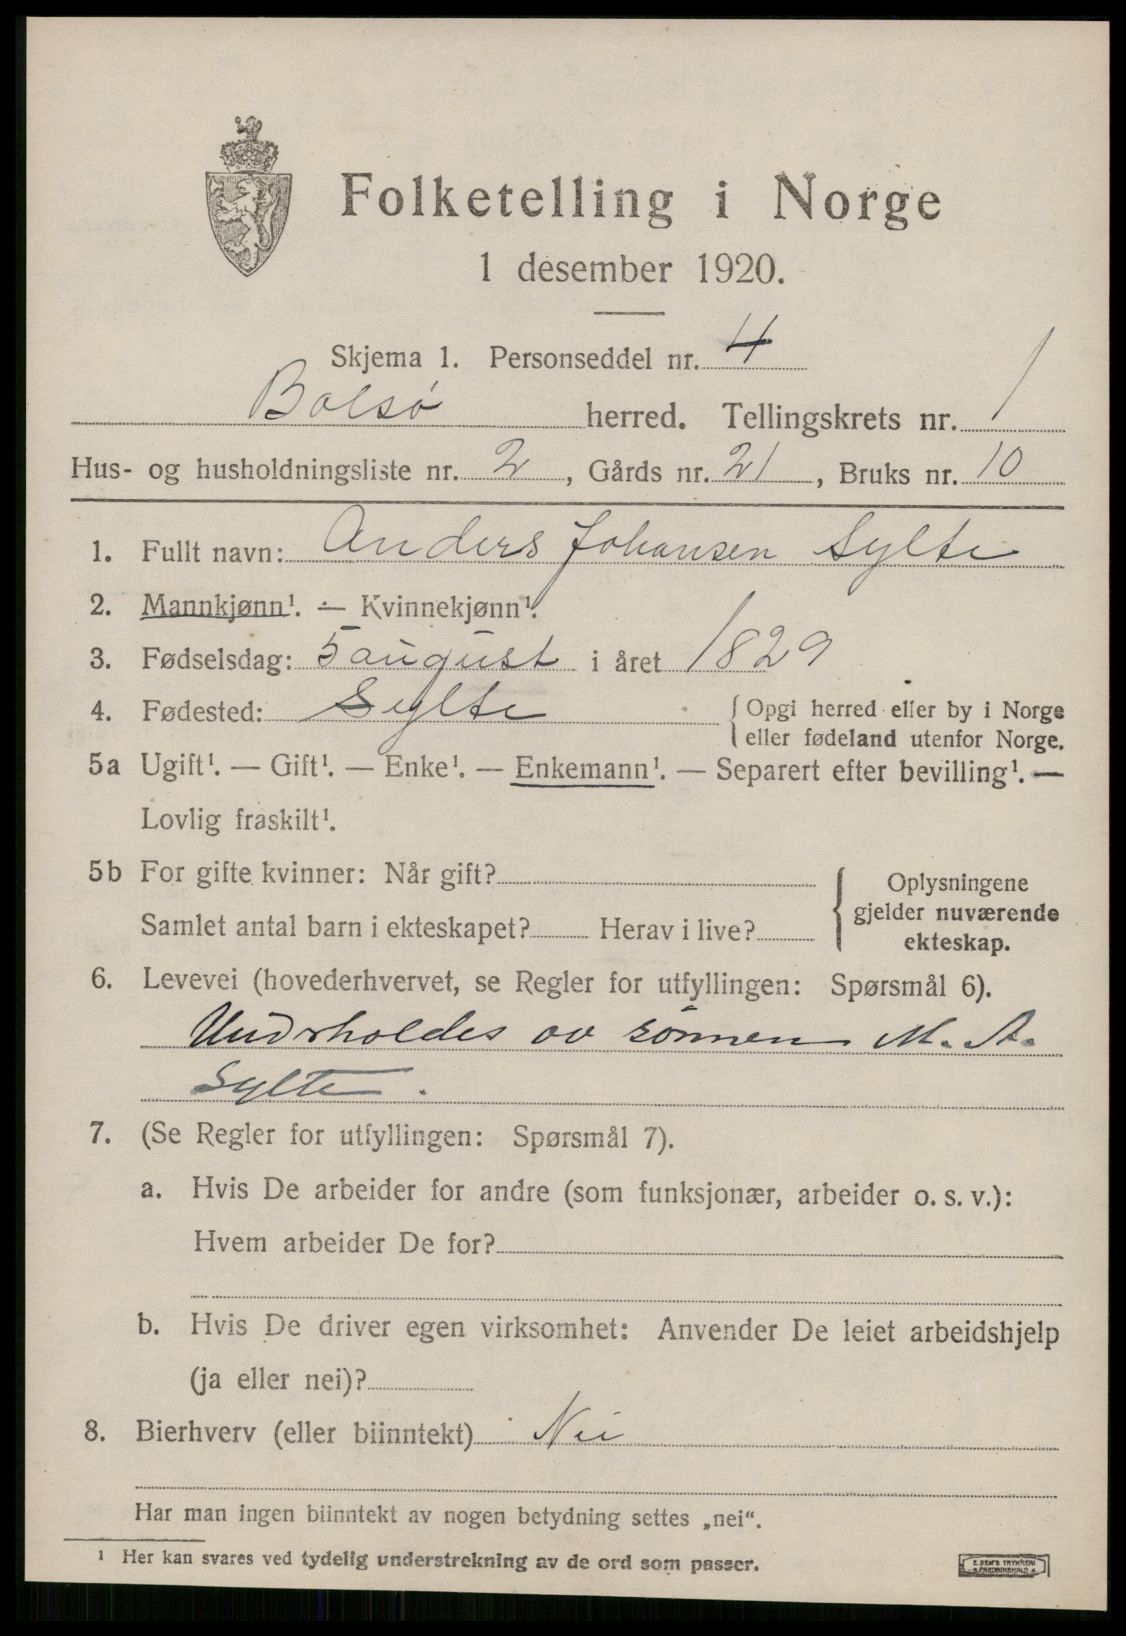 Folketelling i Norge
1 desember 1920.
Skjema 1. Personseddel nr. 4
Bolsø herred. Tellingskrets nr. 1
Hus- og husholdningsliste nr. 2, Gårds nr. 21, Bruks nr. 10
1. Fullt navn: Anders Johansen Sylte
2. Mannkjønn¹. — Kvinnekjønn¹.
3. Fødselsdag: 5 august i året 1829
4. Fødested: Sylte { Opgi herred eller by i Norge
eller fødeland utenfor Norge.
5a Ugift¹. — Gift¹. — Enke¹. — Enkemann¹. — Separert efter bevilling¹. —
Lovlig fraskilt¹.
5b For gifte kvinner: Når gift?
Samlet antal barn i ekteskapet? Herav i live?
{ Oplysningene
gjelder nuværende
ekteskap.
6. Levevei (hovederhvervet, se Regler for utfyllingen: Spørsmål 6).
Undrholdes av sönnen M. A.
Sylte.
7. (Se Regler for utfyllingen: Spørsmål 7).
a. Hvis De arbeider for andre (som funksjonær, arbeider o. s. v.):
Hvem arbeider De for?
b. Hvis De driver egen virksomhet: Anvender De leiet arbeidshjelp
(ja eller nei)?
8. Bierhverv (eller biinntekt) Nei
Har man ingen biinntekt av nogen betydning settes „nei“.
¹ Her kan svares ved tydelig understrekning av de ord som passer.